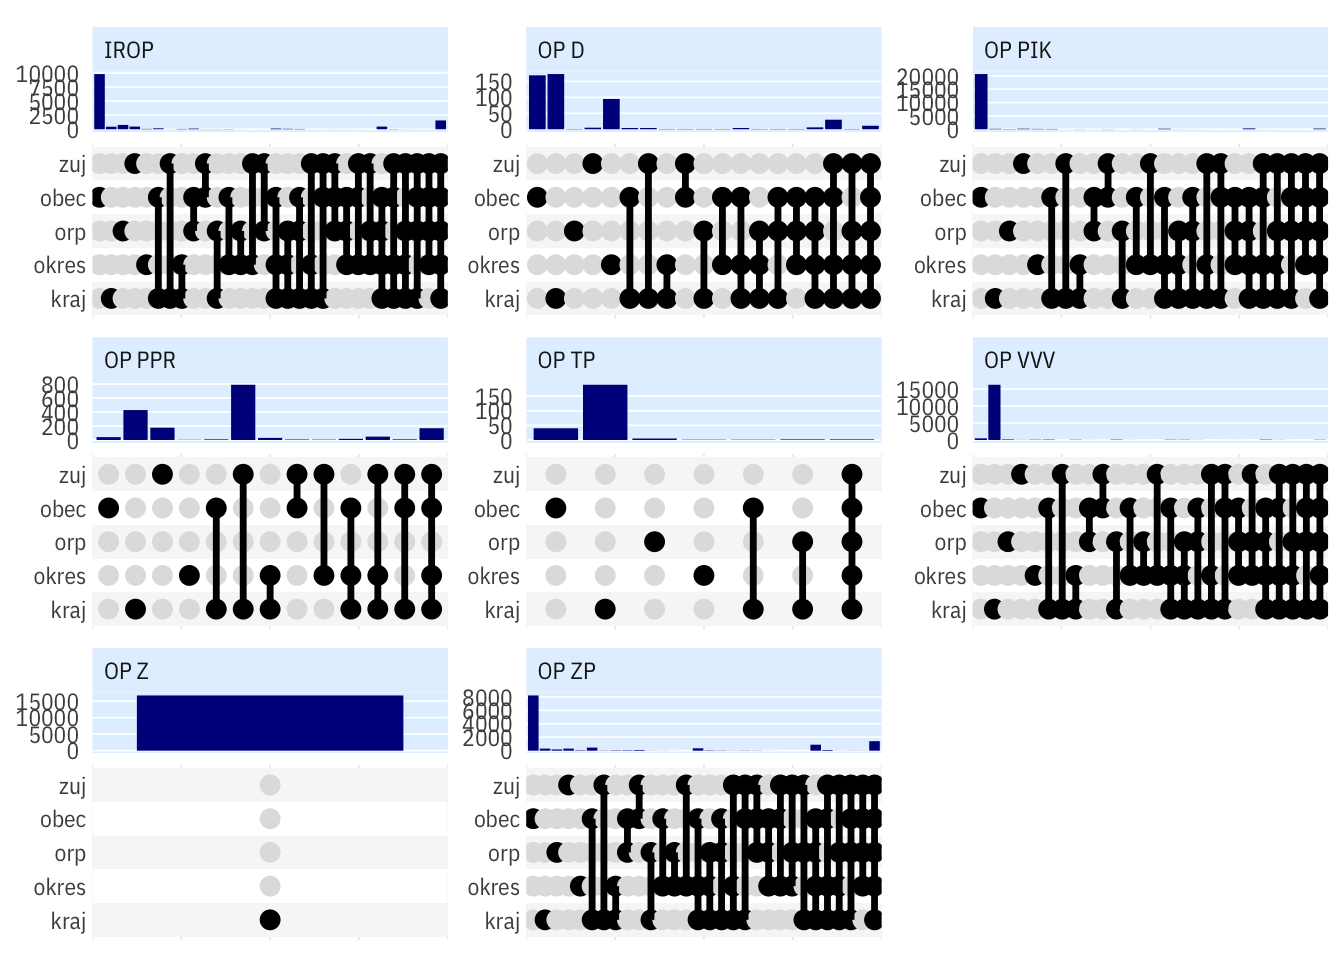 IROP
10000
7500
5000
2500
0
zuj
obec
orp
okres
kraj
OP D
150
100
50
0
zuj
obec
orp
okres
kraj
OP PIK
20000
15000
10000
5000
0
zuj
obec
orp
okres
kraj
OP PPR
800
600
400
200
0
zuj
obec
orp
okres
kraj
OP TP
150
100
50
0
zuj
obec
orp
okres
kraj
OP VVV
15000
10000
5000
0
zuj
obec
orp
okres
kraj
OP Z
15000
10000
5000
0
zuj
obec
orp
okres
kraj
OP ZP
8000
6000
4000
2000
0
zuj
obec
orp
okres
kraj